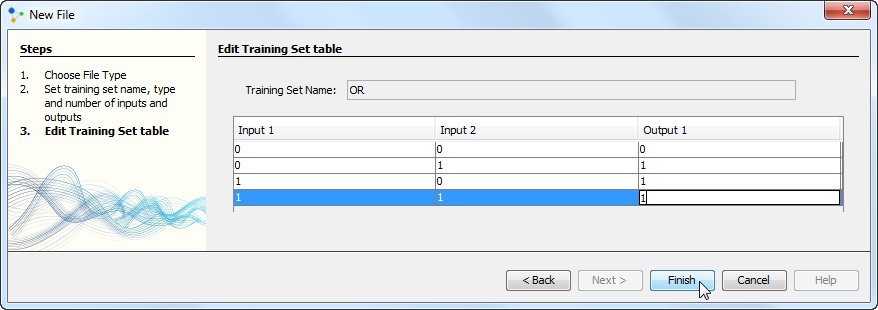 New File
Steps
1. Choose File Type
2. Set training set name, type
and number of inputs and
outputs
3. Edit Training Set table
Edit Training Set table
Training Set Name: OR
Input 1 Input 2 Output 1
0 0 0
0 1 1
1 0 1
1 1 1
< Back Next > Finish Cancel Help